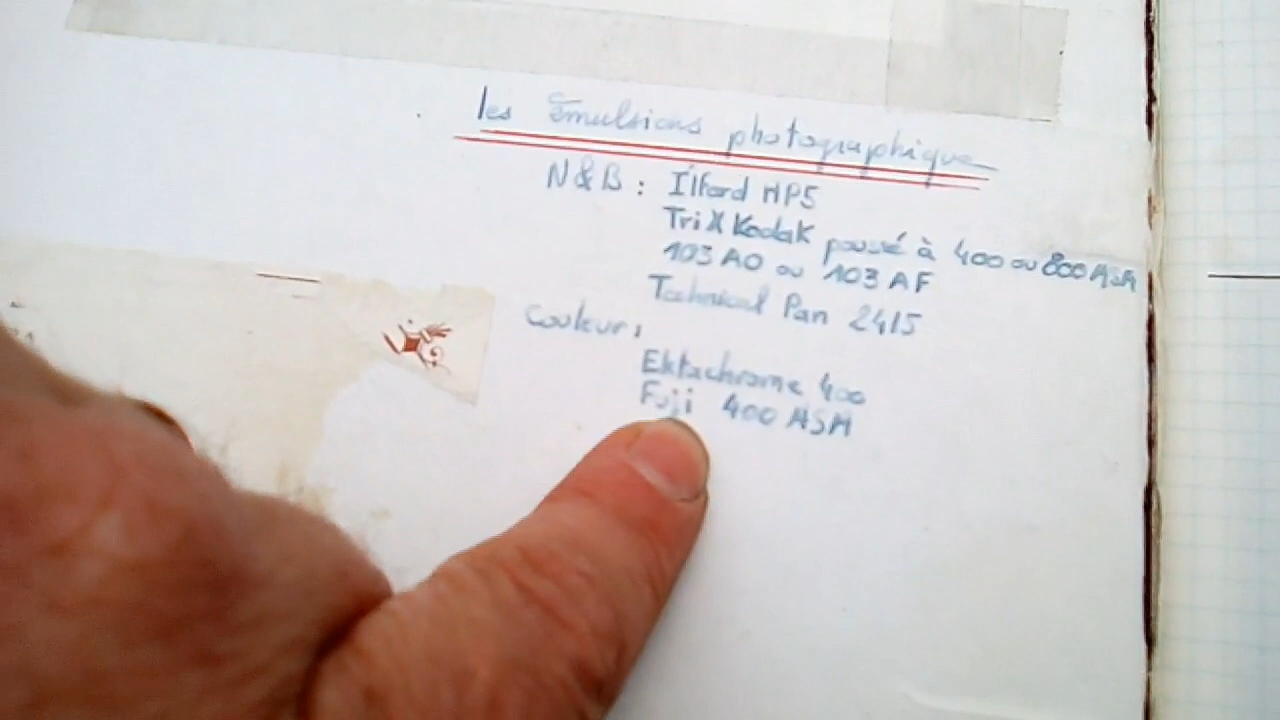 les Émulsions photographique
N&B : Ilford HP5
Tri X Kodak poussé à 400 ou 800 ASA
103 AO ou 103 AF
Technical Pan 2415
Couleur :
Ektachrome 400
Fuji 400 ASA